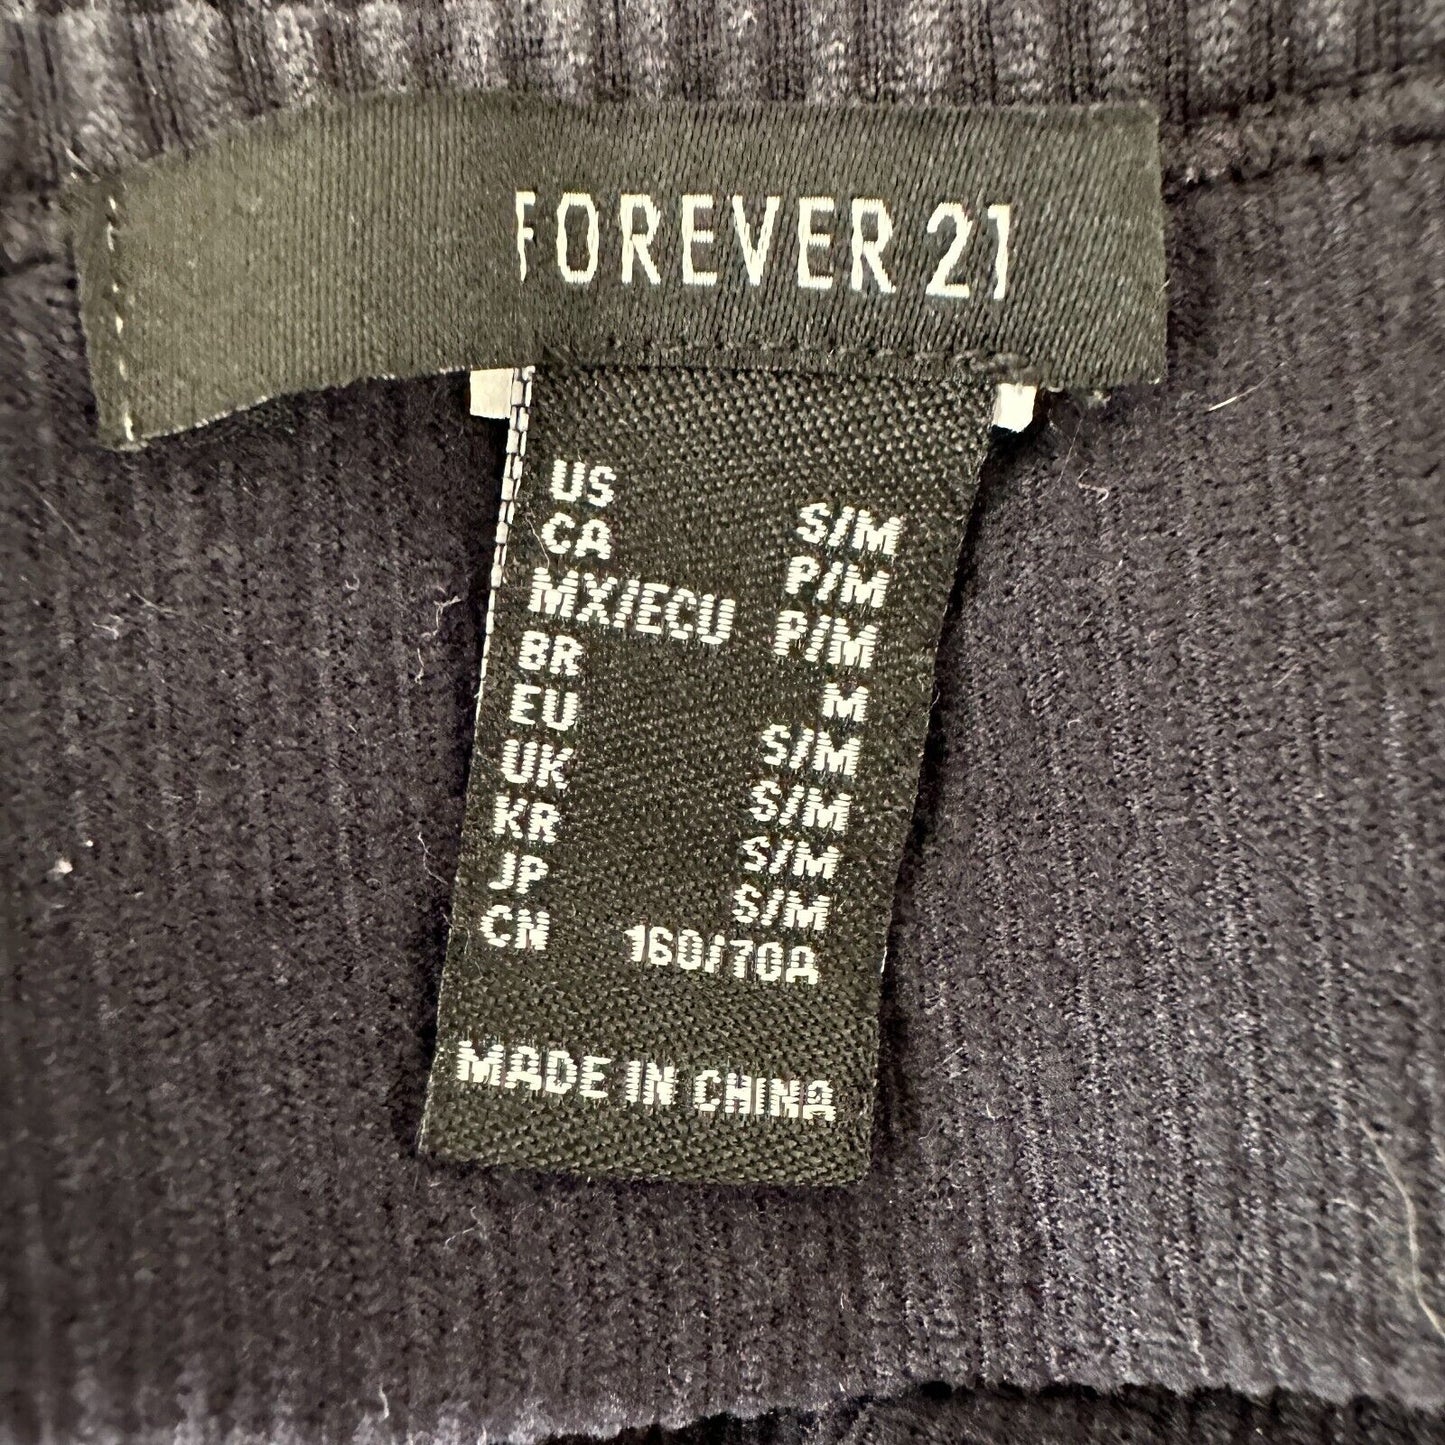 FOREVER 21
US S/M
CA P/M
MX/ECU P/M
BR M
EU S/M
UK S/M
KR S/M
JP S/M
CN 160/70A
MADE IN CHINA